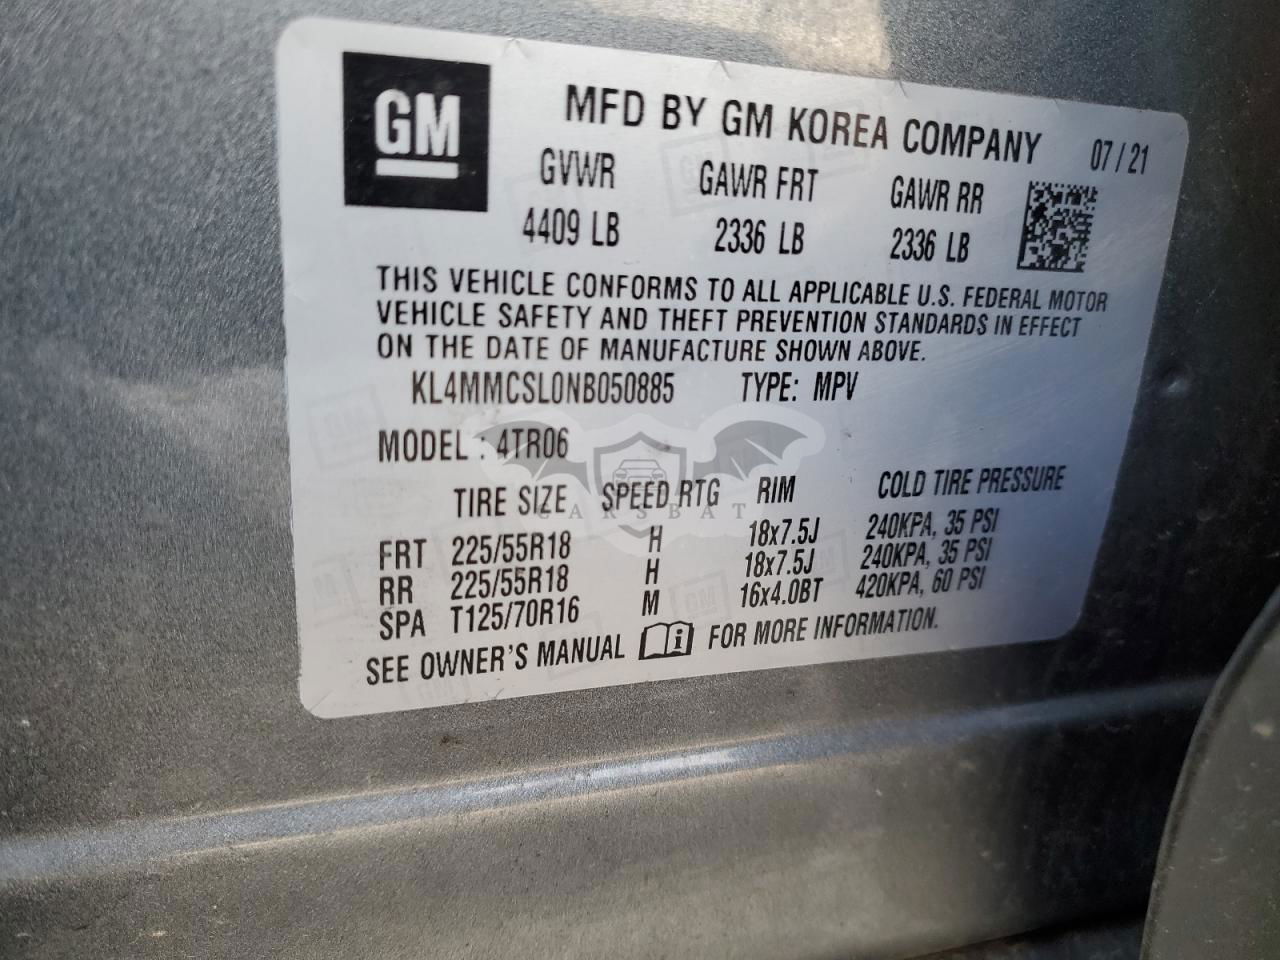 GM
MFD BY GM KOREA COMPANY 07/21
GVWR GAWR FRT GAWR RR
4409 LB 2336 LB 2336 LB
THIS VEHICLE CONFORMS TO ALL APPLICABLE U.S. FEDERAL MOTOR
VEHICLE SAFETY AND THEFT PREVENTION STANDARDS IN EFFECT
ON THE DATE OF MANUFACTURE SHOWN ABOVE.
KL4MMCSL0NB050885 TYPE: MPV
MODEL : 4TR06
TIRE SIZE SPEED RTG RIM COLD TIRE PRESSURE
CARSBAT
FRT 225/55R18 H 18x7.5J 240KPA, 35 PSI
RR 225/55R18 H 18x7.5J 240KPA, 35 PSI
SPA T125/70R16 M 16x4.0BT 420KPA, 60 PSI
SEE OWNER'S MANUAL i FOR MORE INFORMATION.